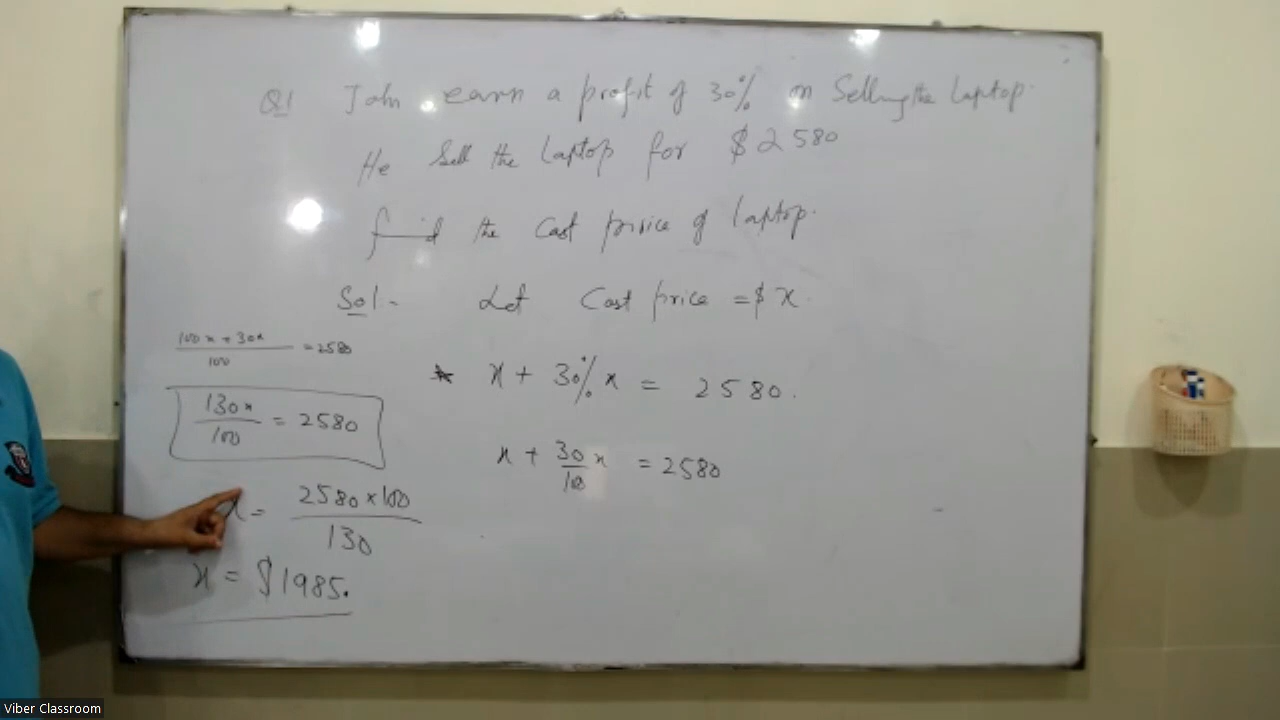 Q1 John earn a profit of 30% on Selling the Laptop.
He Sell the laptop for $2580
find the Cost price of laptop.
Sol- Let Cost price = $ x.
x + 30% x = 2580.
x + 30/100 x = 2580
100x + 30x / 100 = 2580
130x / 100 = 2580
x = 2580 x 100 / 130
x = $1985.
Viber Classroom